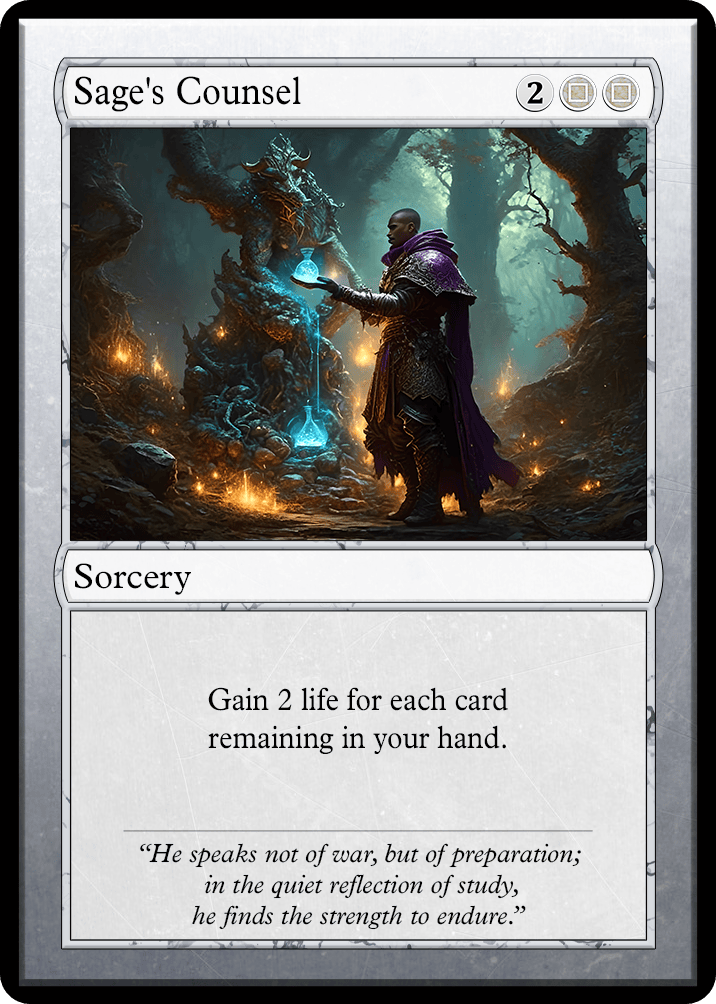 Sage's Counsel 2
Sorcery
Gain 2 life for each card
remaining in your hand.
“He speaks not of war, but of preparation;
in the quiet reflection of study,
he finds the strength to endure.”